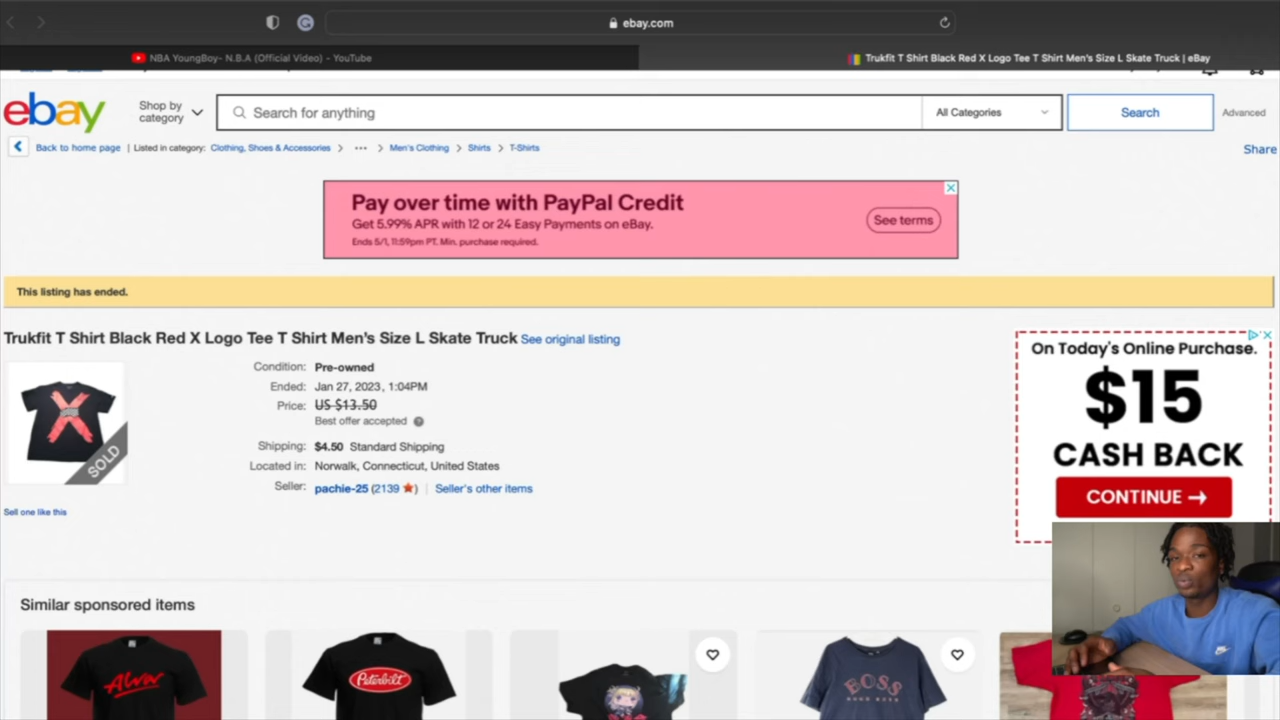 ebay.com
NBA YoungBoy- N.B.A (Official Video) - YouTube
Trukfit T Shirt Black Red X Logo Tee T Shirt Men's Size L Skate Truck | eBay
ebay
Shop by category
Search for anything
All Categories
Search
Advanced
Back to home page | Listed in category: Clothing, Shoes & Accessories > ··· > Men's Clothing > Shirts > T-Shirts
Share
Pay over time with PayPal Credit
Get 5.99% APR with 12 or 24 Easy Payments on eBay.
Ends 5/1, 11:59pm PT. Min. purchase required.
See terms
This listing has ended.
Trukfit T Shirt Black Red X Logo Tee T Shirt Men's Size L Skate Truck See original listing
Condition: Pre-owned
Ended: Jan 27, 2023, 1:04PM
Price: US $13.50
Best offer accepted
Shipping: $4.50 Standard Shipping
Located in: Norwalk, Connecticut, United States
Seller: pachie-25 (2139) | Seller's other items
SOLD
Sell one like this
On Today's Online Purchase.
$15
CASH BACK
CONTINUE →
Similar sponsored items
Alva
Peterbilt
BOSS
HUGO BOSS